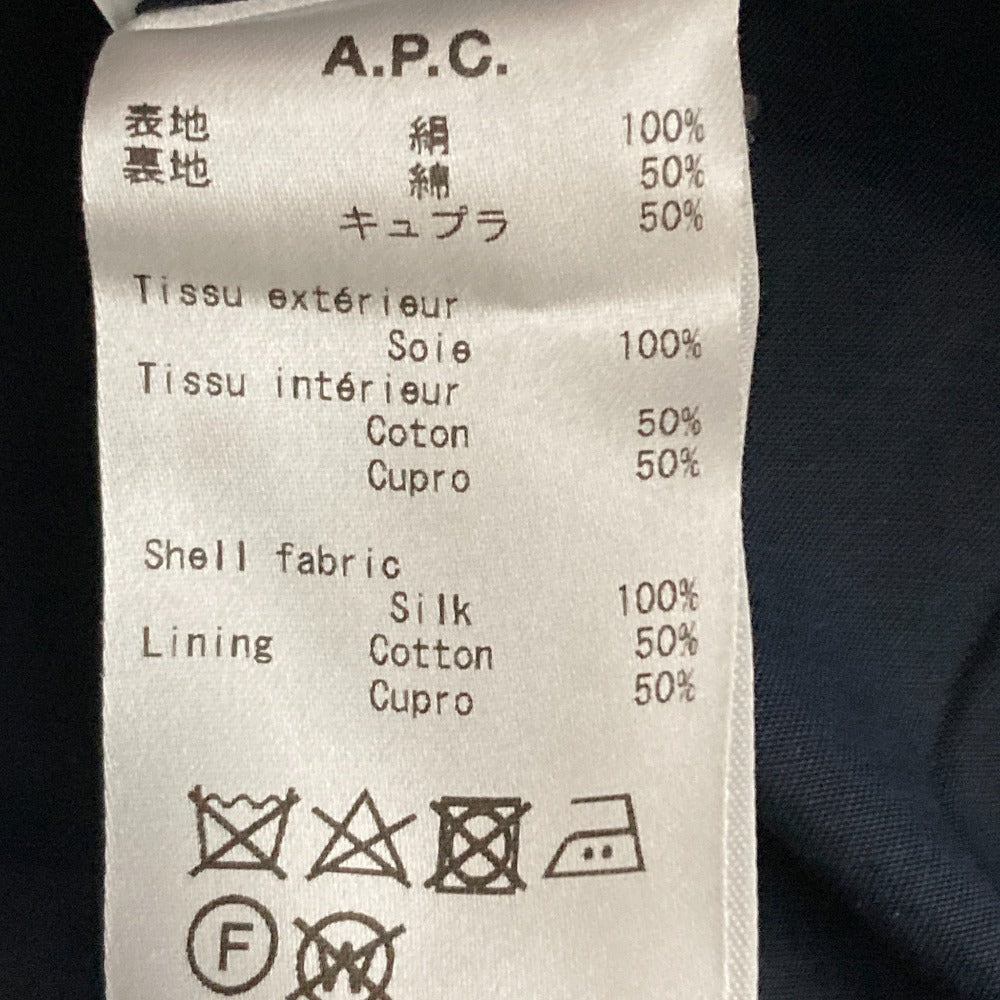 A.P.C.
表地 絹 100%
裏地 綿 50%
キュプラ 50%
Tissu extérieur
Soie 100%
Tissu intérieur
Coton 50%
Cupro 50%
Shell fabric
Silk 100%
Lining Cotton 50%
Cupro 50%
F W